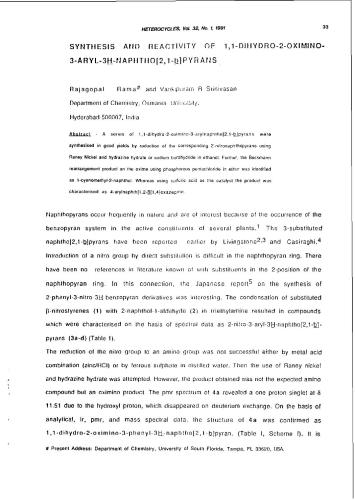 HETEROCYCLES, Vol. 32, No. 1, 1991
33
SYNTHESIS AND REACTIVITY OF 1,1-DIHYDRO-2-OXIMINO-
3-ARYL-3H-NAPHTHO[2,1-b]PYRANS
Rajagopal Rama# and Vanipuram R Srinivasan
Department of Chemistry, Osmania University,
Hyderabad 500007, India
Abstract - A series of 1,1-dihydro-2-oximino-3-arylnaphtho[2,1-b]pyrans were
synthesised in good yields by reduction of the corresponding 2-nitronaphthopyrans using
Raney Nickel and hydrazine hydrate or sodium borohydride in ethanol. Further, the Beckmann
rearrangement product on the oxime using phosphorous pentachloride in ether was identified
as 1-cyanomethyl-2-naphthol. Whereas using sulfuric acid as the catalyst the product was
characterised as 4-arylnaphth[1,2-f][1,4]oxazepine.
Naphthopyrans occur frequently in nature and are of interest because of the occurrence of the
benzopyran system in the active constituents of several plants.1 The 3-substituted
naphtho[2,1-b]pyrans have been reported earlier by Livingstone2,3 and Casiraghi.4
Introduction of a nitro group by direct substitution is difficult in the naphthopyran ring. There
have been no references in literature known of with substituents in the 2-position of the
naphthopyran ring. In this connection, the Japanese report5 on the synthesis of
2-phenyl-3-nitro-3H-benzopyran derivatives was interesting. The condensation of substituted
β-nitrostyrenes (1) with 2-naphthol-1-aldehyde (2) in triethylamine resulted in compounds
which were characterised on the basis of spectral data as 2-nitro-3-aryl-3H-naphtho[2,1-b]-
pyrans (3a-d) (Table I).
The reduction of the nitro group to an amino group was not successful either by metal acid
combination (zinc/HCl) or by ferrous sulphate in distilled water. Then the use of Raney nickel
and hydrazine hydrate was attempted. However, the product obtained was not the expected amino
compound but an oximino product. The pmr spectrum of 4a revealed a one proton singlet at δ
11.51 due to the hydroxyl proton, which disappeared on deuterium exchange. On the basis of
analytical, ir, pmr, and mass spectral data, the structure of 4a was confirmed as
1,1-dihydro-2-oximino-3-phenyl-3H-naphtho[2,1-b]pyran. (Table I, Scheme I). It is
# Present Address: Department of Chemistry, University of South Florida, Tampa, FL 33620, USA.